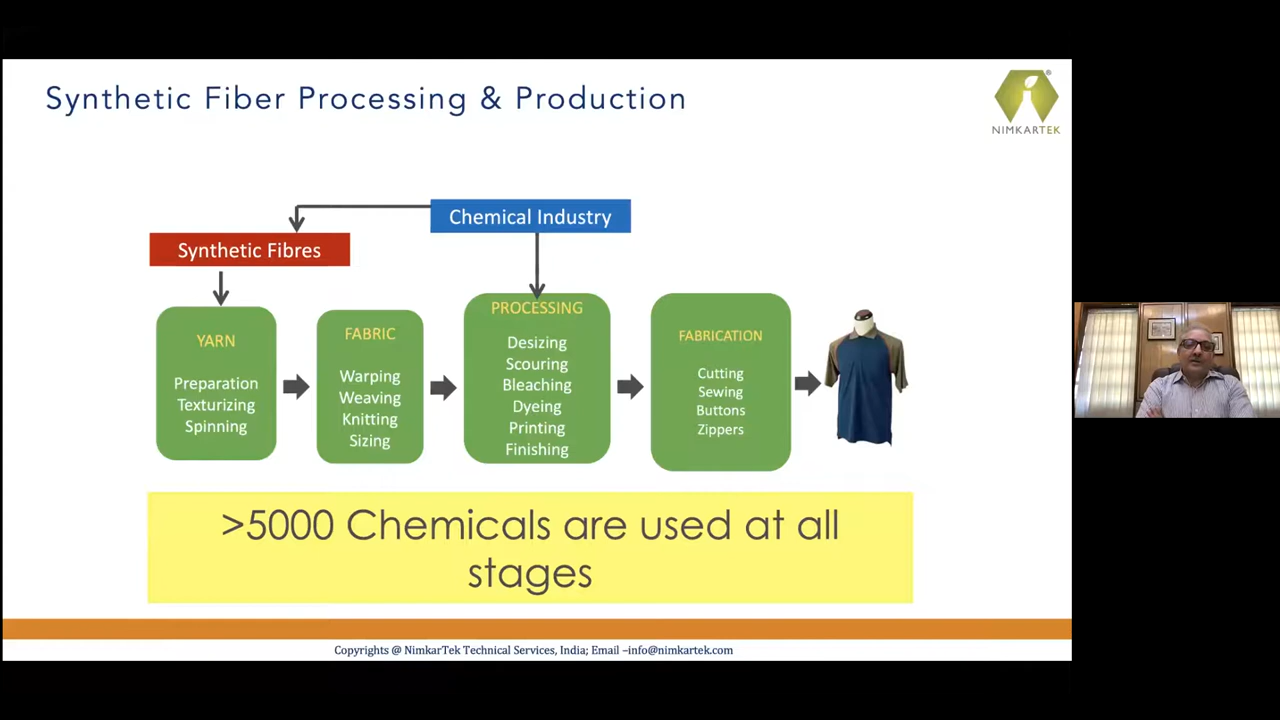 Synthetic Fiber Processing & Production
®
NIMKARTEK
Chemical Industry
Synthetic Fibres
YARN
Preparation
Texturizing
Spinning
FABRIC
Warping
Weaving
Knitting
Sizing
PROCESSING
Desizing
Scouring
Bleaching
Dyeing
Printing
Finishing
FABRICATION
Cutting
Sewing
Buttons
Zippers
>5000 Chemicals are used at all
stages
Copyrights @ NimkarTek Technical Services, India; Email –info@nimkartek.com